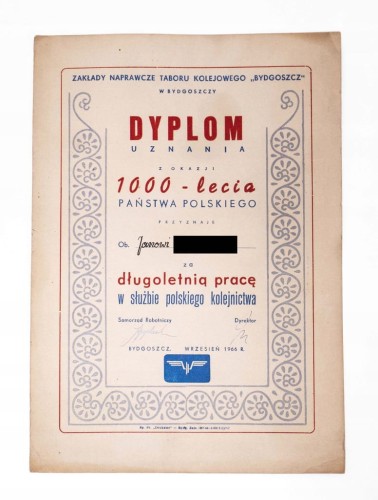 ZAKŁADY NAPRAWCZE TABORU KOLEJOWEGO „BYDGOSZCZ"
W BYDGOSZCZY
DYPLOM
UZNANIA
Z OKAZJI
1000-lecia
PAŃSTWA POLSKIEGO
PRZYZNAJE
Ob. Janowi
za
długoletnią pracę
w służbie polskiego kolejnictwa
Samorząd Robotniczy Dyrektor
BYDGOSZCZ, WRZESIEŃ 1966 R.